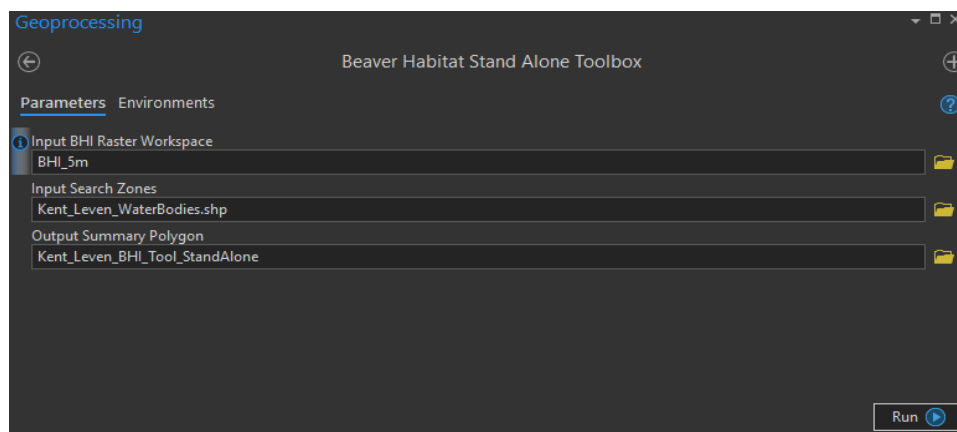 Geoprocessing
Beaver Habitat Stand Alone Toolbox
Parameters Environments
Input BHI Raster Workspace
BHI_5m
Input Search Zones
Kent_Leven_WaterBodies.shp
Output Summary Polygon
Kent_Leven_BHI_Tool_StandAlone
Run